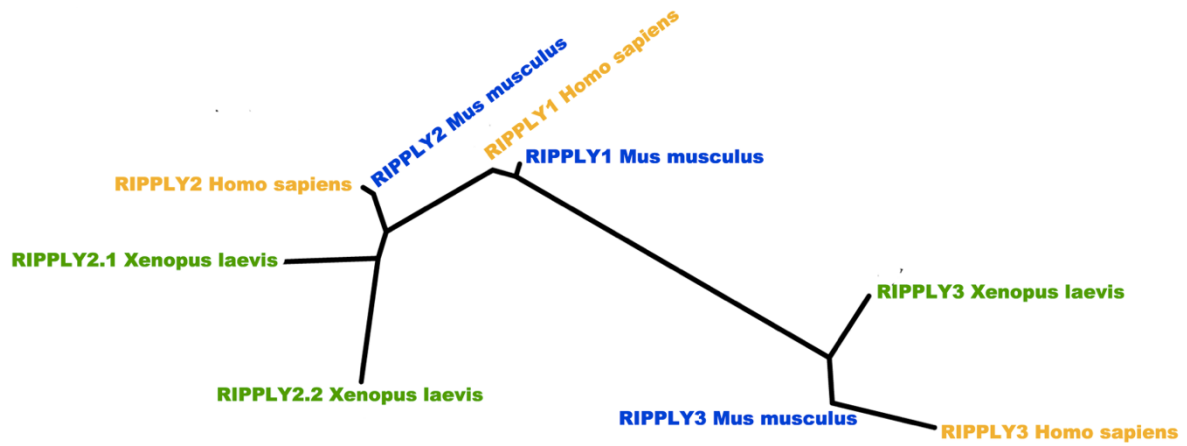 RIPPLY1 Homo sapiens
RIPPLY2 Mus musculus
RIPPLY1 Mus musculus
RIPPLY2 Homo sapiens
RIPPLY2.1 Xenopus laevis
RIPPLY3 Xenopus laevis
RIPPLY2.2 Xenopus laevis
RIPPLY3 Mus musculus
RIPPLY3 Homo sapiens